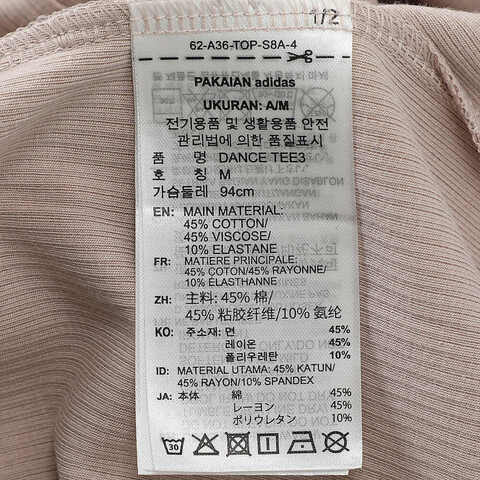 1/2
62-A36-TOP-S8A-4
PAKAIAN adidas
UKURAN: A/M
전기용품 및 생활용품 안전
관리법에 의한 품질표시
품 명 DANCE TEE3
호 칭 M
가슴둘레 94cm
EN: MAIN MATERIAL:
45% COTTON/
45% VISCOSE/
10% ELASTANE
FR: MATIERE PRINCIPALE:
45% COTON/45% RAYONNE/
10% ELASTHANNE
ZH: 主料: 45% 棉/
45% 粘胶纤维/10% 氨纶
KO: 주소재: 면 45%
레이온 45%
폴리우레탄 10%
ID: MATERIAL UTAMA: 45% KATUN/
45% RAYON/10% SPANDEX
JA: 本体 綿 45%
レーヨン 45%
ポリウレタン 10%
30